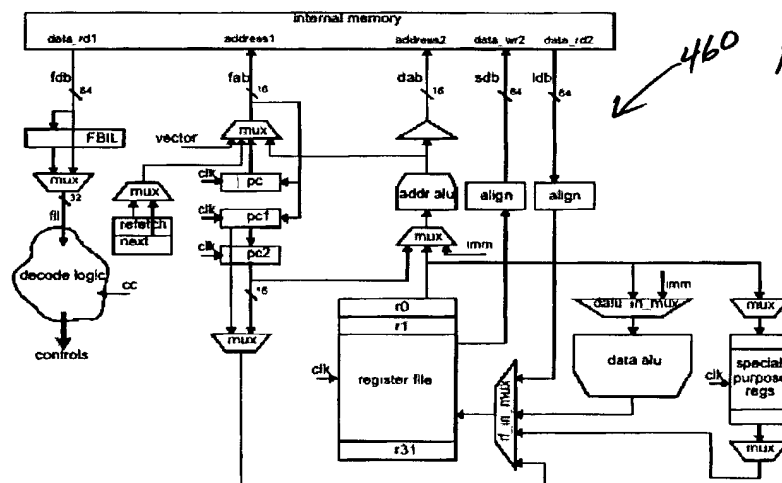 internal memory
data_rd1 address1 address2 data_wr2 data_rd2
fdb fab dab sdb ldb
64 16 16 64 64
460
FBIL
vector
mux
mux
mux
clk pc
32
fil
refetch
next
clk pc1
clk pc2
addr alu
align
align
mux
imm
decode logic
cc
controls
16
mux
imm
dalu_in_mux
mux
r0
r1
clk
register file
r31
rf_in_mux
data alu
clk
special
purpose
regs
mux